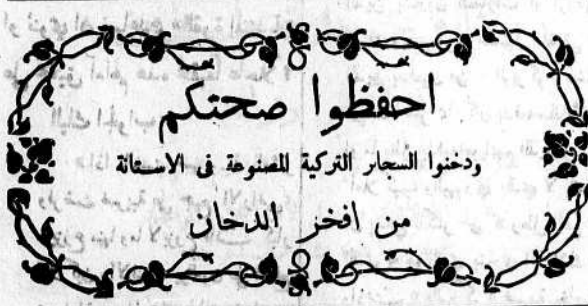 احفظوا صحتكم
ودخنوا السجاير التركية المصنوعة فى الاستانة
من افخر الدخان